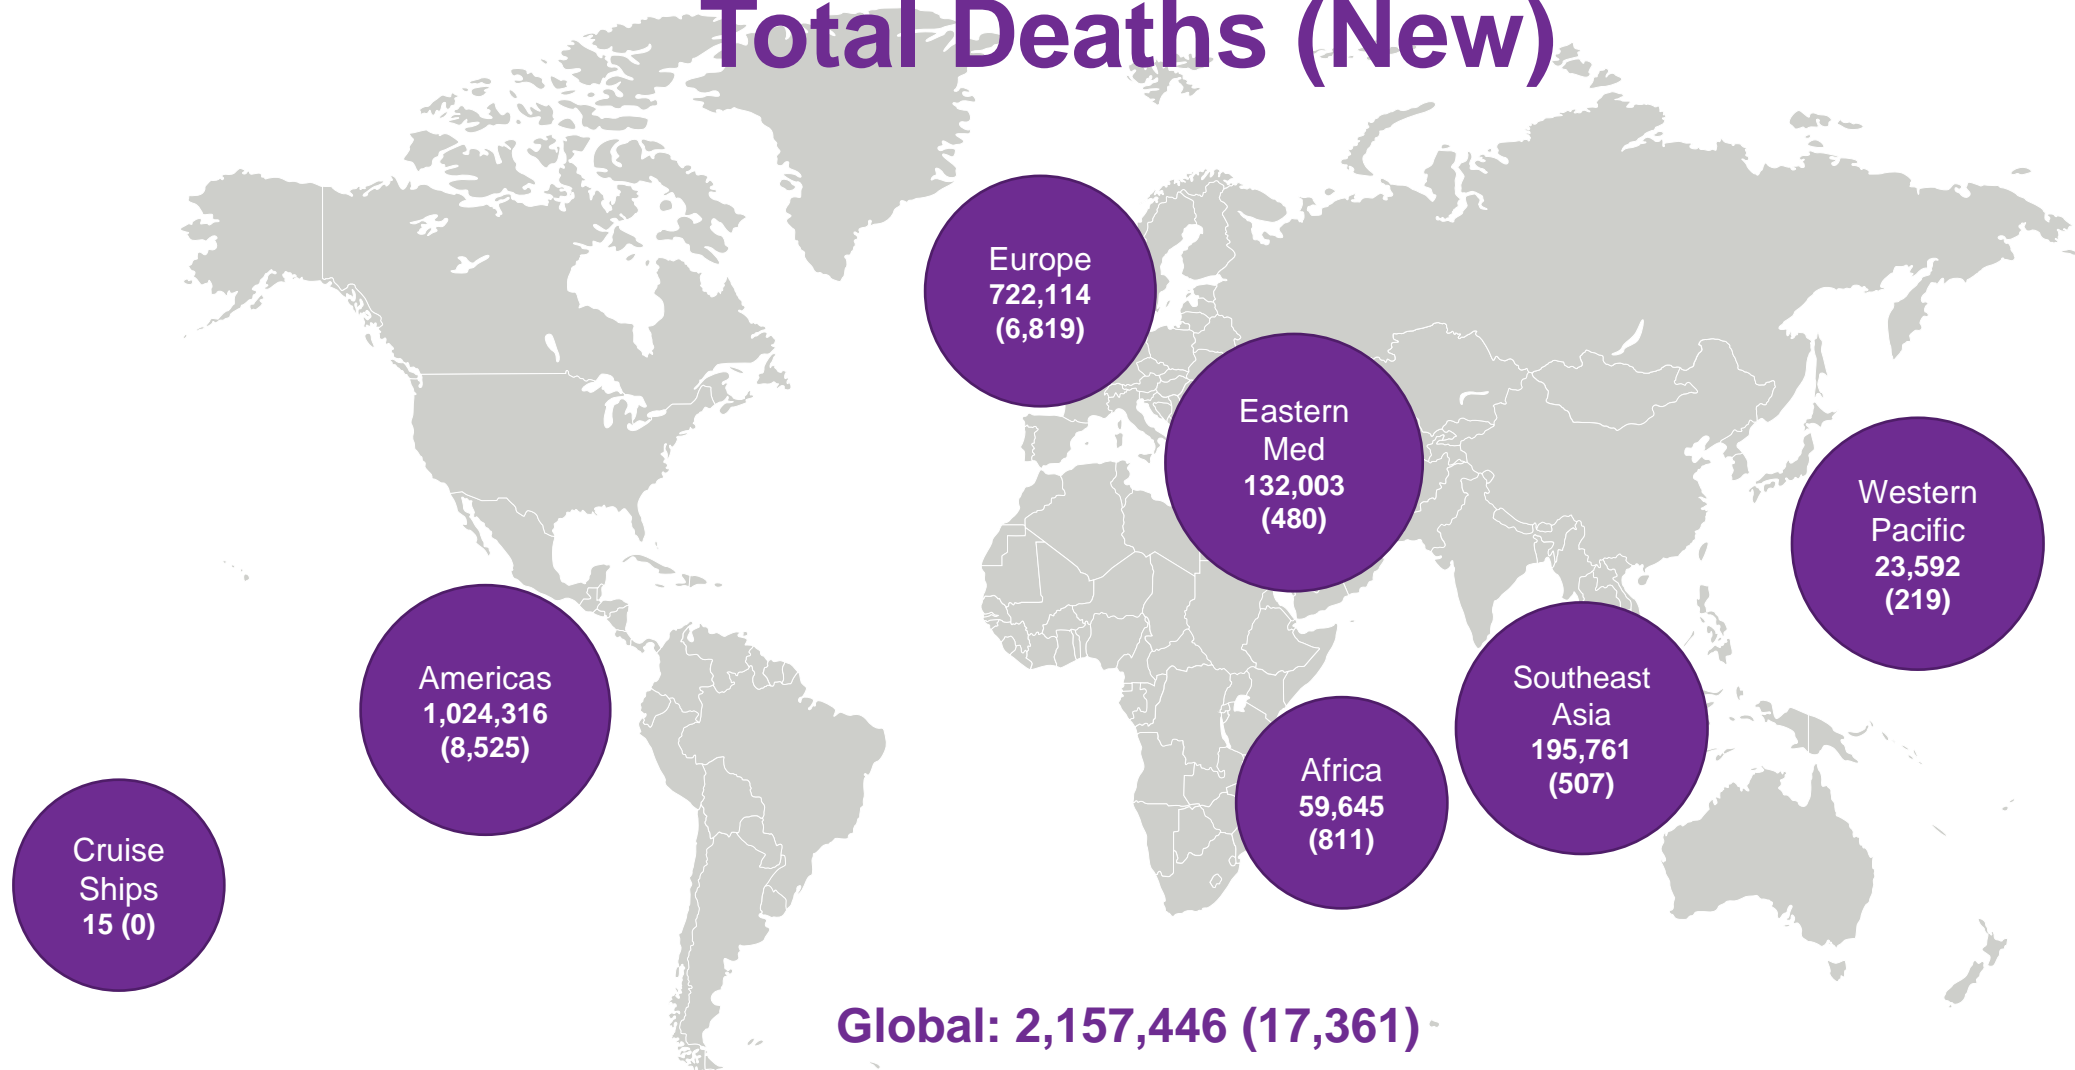 Total Deaths (New)
Europe
722,114
(6,819)
Eastern
Med
132,003
(480)
Western
Pacific
23,592
(219)
Americas
1,024,316
(8,525)
Southeast
Asia
195,761
(507)
Africa
59,645
(811)
Cruise
Ships
15 (0)
Global: 2,157,446 (17,361)